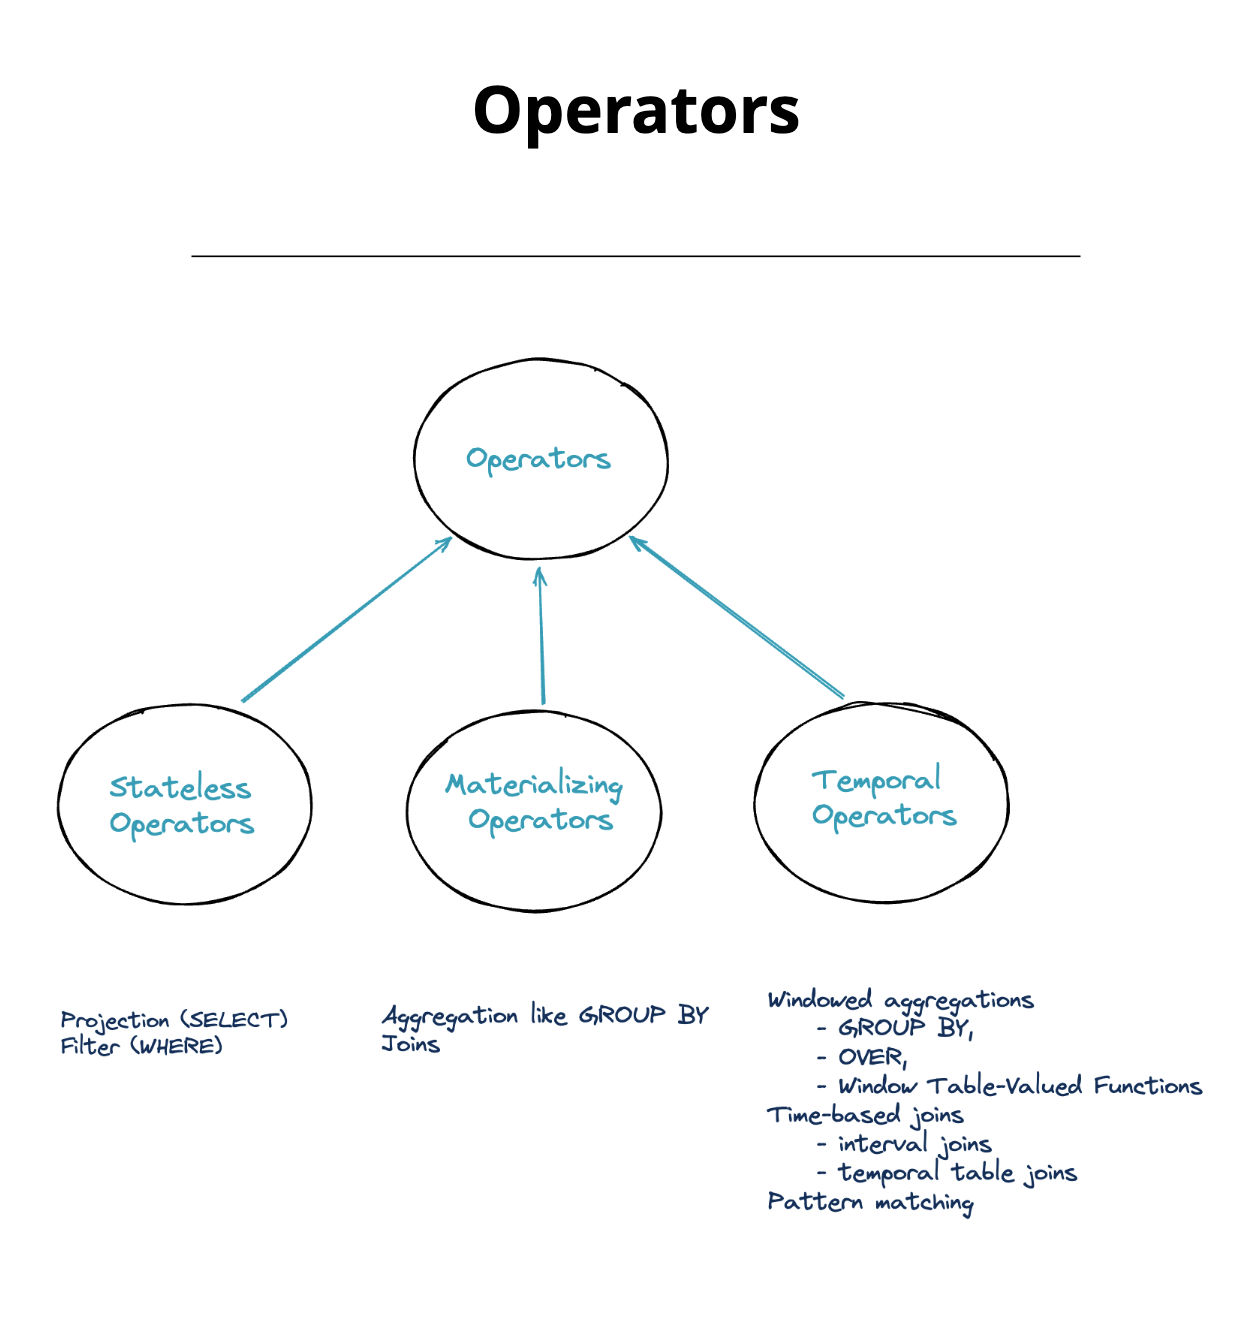 Operators
Operators
Stateless
Operators
Materializing
Operators
Temporal
Operators
Projection (SELECT)
Filter (WHERE)
Aggregation like GROUP BY
Joins
Windowed aggregations
- GROUP BY,
- OVER,
- Window Table-Valued Functions
Time-based joins
- interval joins
- temporal table joins
Pattern matching